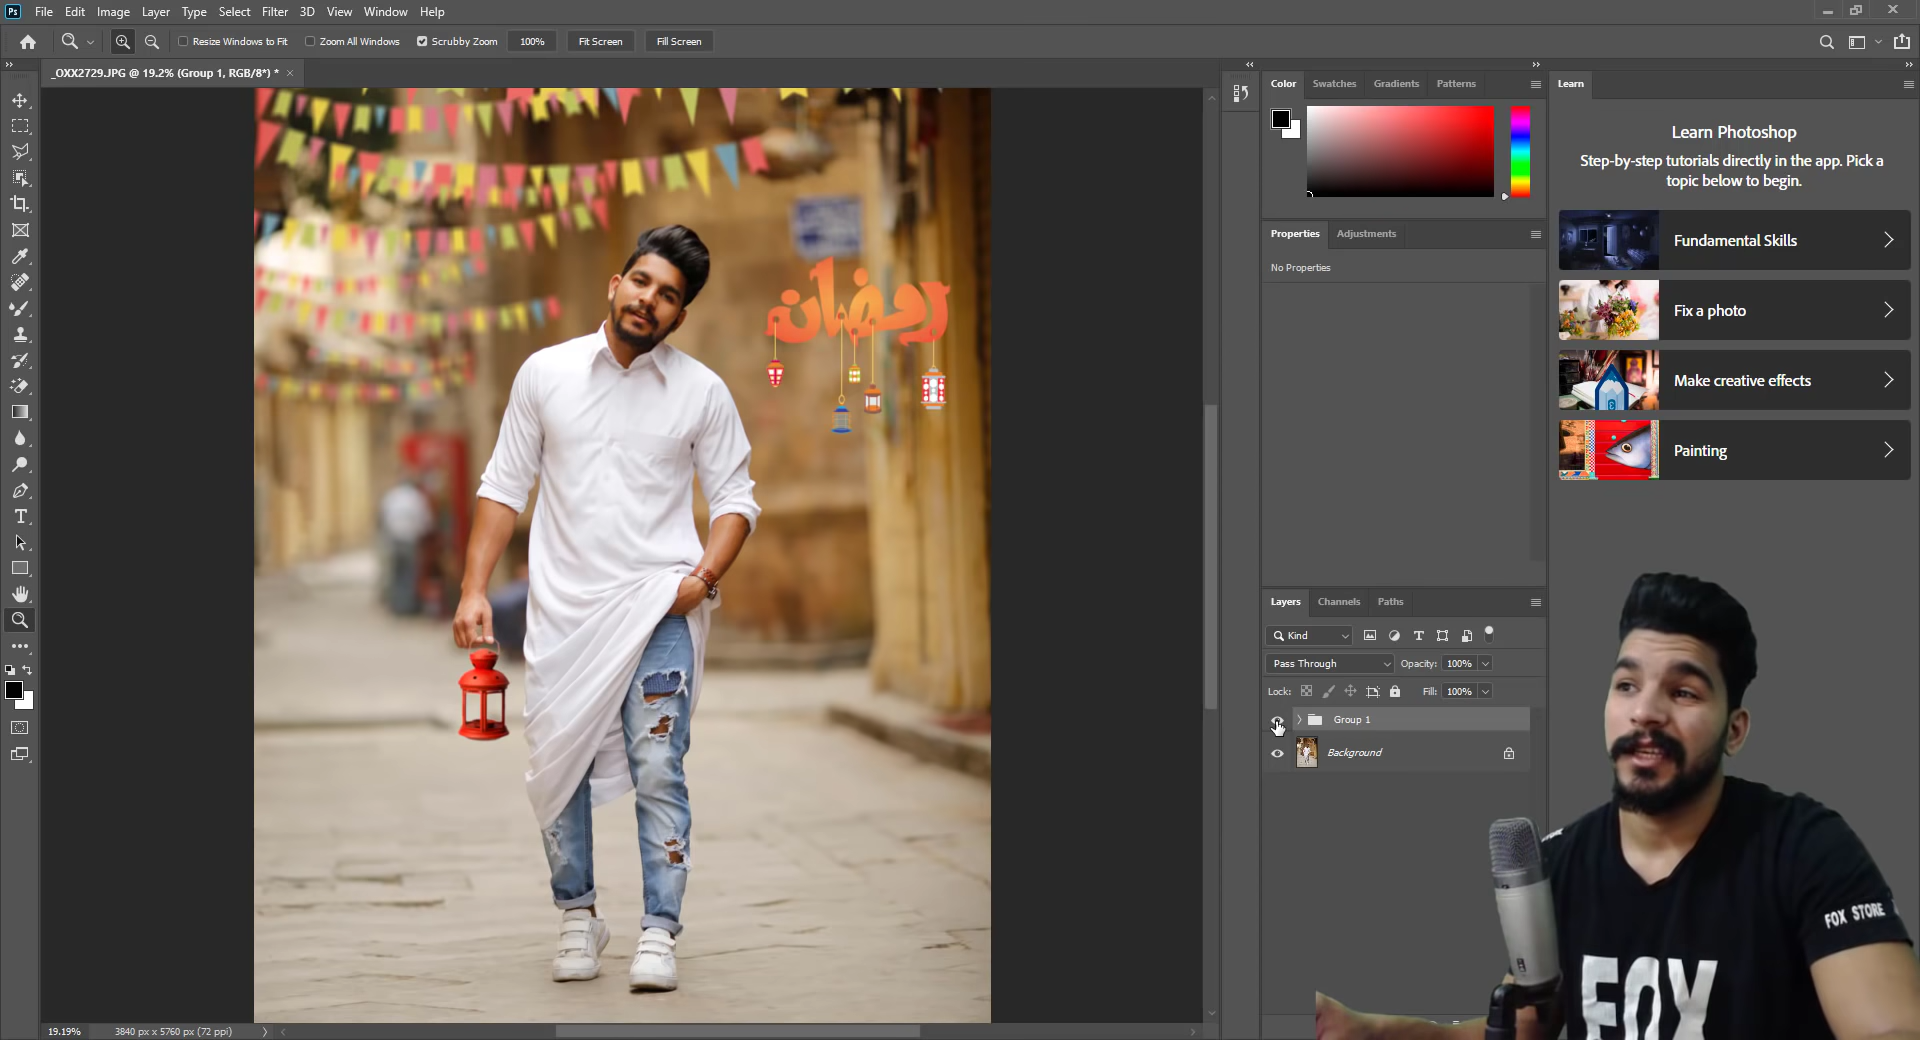 Ps File Edit Image Layer Type Select Filter 3D View Window Help
Resize Windows to Fit Zoom All Windows Scrubby Zoom 100% Fit Screen Fill Screen
_OXX2729.JPG @ 19.2% (Group 1, RGB/8*) *
رمضانه
Color Swatches Gradients Patterns
Properties Adjustments
No Properties
Layers Channels Paths
Kind
Pass Through Opacity: 100%
Lock: Fill: 100%
Group 1
Background
Learn
Learn Photoshop
Step-by-step tutorials directly in the app. Pick a
topic below to begin.
Fundamental Skills
Fix a photo
Make creative effects
Painting
FOX STORE
FOX
19.19% 3840 px x 5760 px (72 ppi)